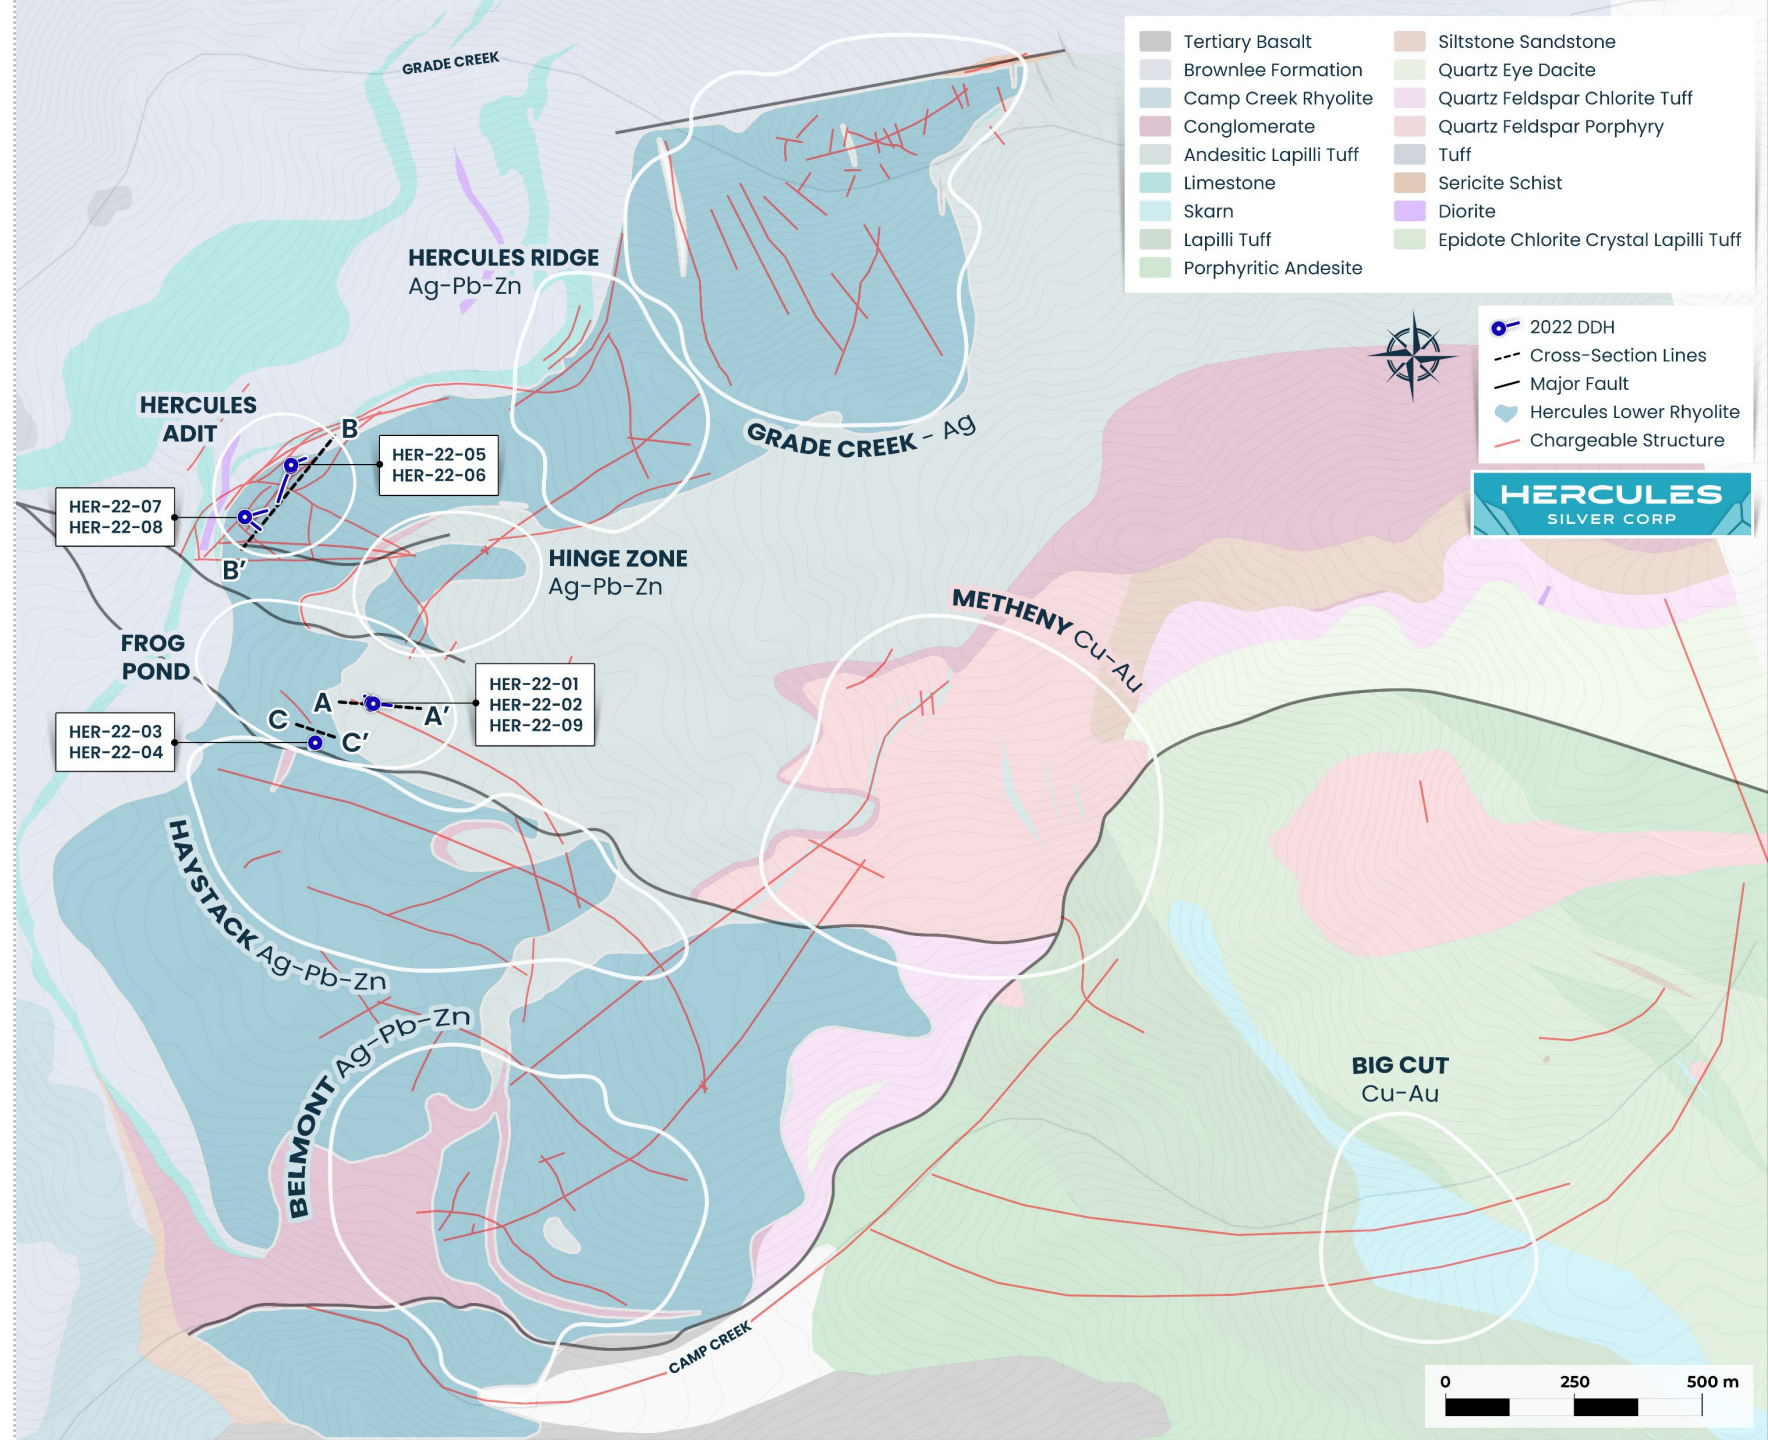 GRADE CREEK
Tertiary Basalt
Brownlee Formation
Camp Creek Rhyolite
Conglomerate
Andesitic Lapilli Tuff
Limestone
Skarn
Lapilli Tuff
Porphyritic Andesite
Siltstone Sandstone
Quartz Eye Dacite
Quartz Feldspar Chlorite Tuff
Quartz Feldspar Porphyry
Tuff
Sericite Schist
Diorite
Epidote Chlorite Crystal Lapilli Tuff
2022 DDH
Cross-Section Lines
Major Fault
Hercules Lower Rhyolite
Chargeable Structure
HERCULES
SILVER CORP
HERCULES RIDGE
Ag-Pb-Zn
GRADE CREEK - Ag
HERCULES
ADIT
B
HER-22-05
HER-22-06
HER-22-07
HER-22-08
B'
HINGE ZONE
Ag-Pb-Zn
METHENY Cu-Au
FROG
POND
A
A'
HER-22-01
HER-22-02
HER-22-09
C
C'
HER-22-03
HER-22-04
HAYSTACK Ag-Pb-Zn
BELMONT Ag-Pb-Zn
BIG CUT
Cu-Au
CAMP CREEK
0 250 500 m